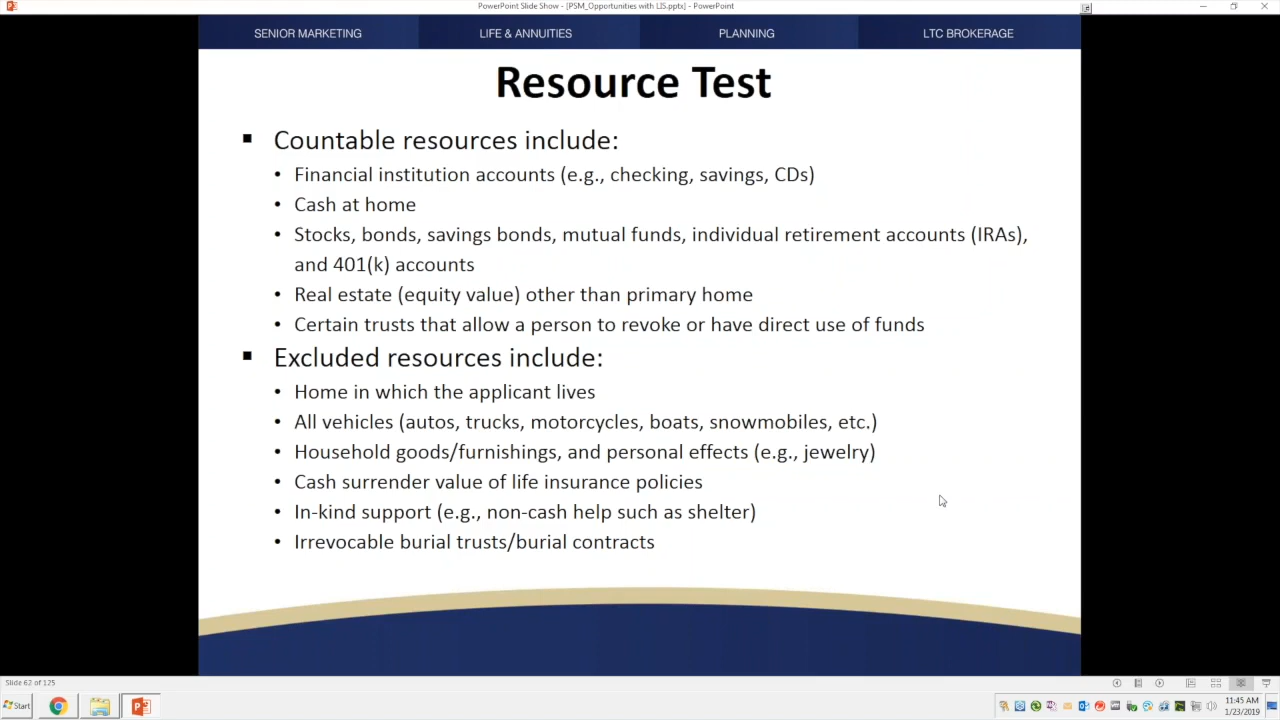 PowerPoint Slide Show - [PSM_Opportunities with LIS.pptx] - PowerPoint
SENIOR MARKETING LIFE & ANNUITIES PLANNING LTC BROKERAGE
Resource Test
▪ Countable resources include:
• Financial institution accounts (e.g., checking, savings, CDs)
• Cash at home
• Stocks, bonds, savings bonds, mutual funds, individual retirement accounts (IRAs),
and 401(k) accounts
• Real estate (equity value) other than primary home
• Certain trusts that allow a person to revoke or have direct use of funds
▪ Excluded resources include:
• Home in which the applicant lives
• All vehicles (autos, trucks, motorcycles, boats, snowmobiles, etc.)
• Household goods/furnishings, and personal effects (e.g., jewelry)
• Cash surrender value of life insurance policies
• In-kind support (e.g., non-cash help such as shelter)
• Irrevocable burial trusts/burial contracts
Slide 62 of 125
Start
11:45 AM
1/23/2019